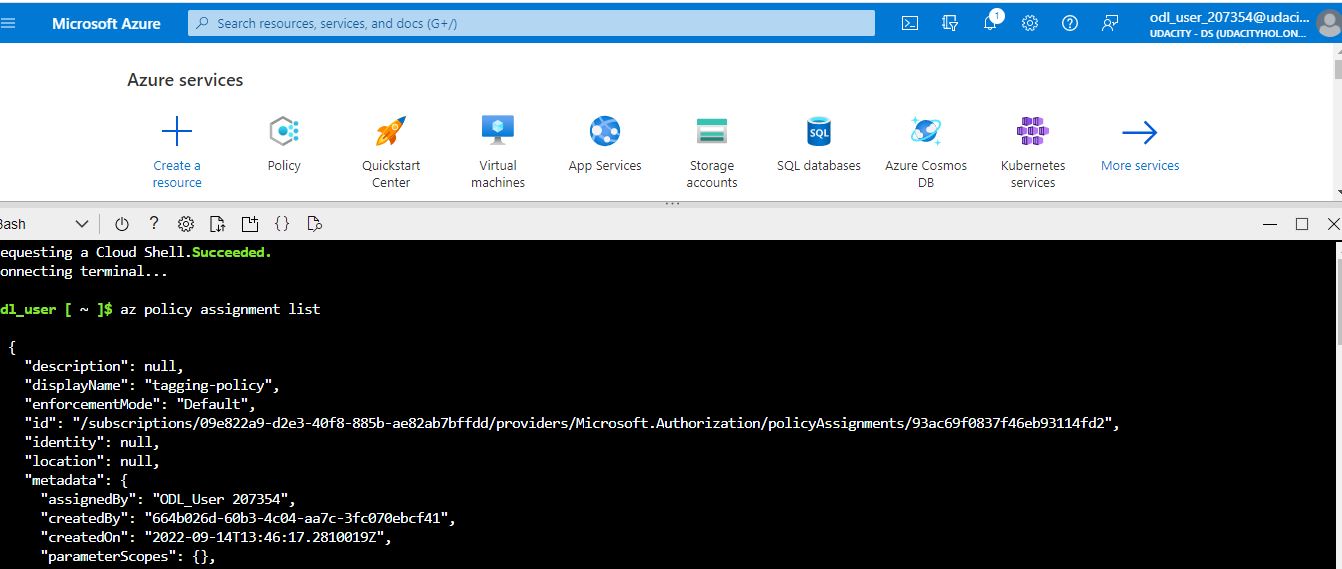 Microsoft Azure
Search resources, services, and docs (G+/)
1
odl_user_207354@udaci...
UDACITY - DS (UDACITYHOL.ON...
Azure services
Create a
resource
Policy
Quickstart
Center
Virtual
machines
App Services
Storage
accounts
SQL
SQL databases
Azure Cosmos
DB
Kubernetes
services
More services
Bash
?
{}
equesting a Cloud Shell.Succeeded.
onnecting terminal...
dl_user [ ~ ]$ az policy assignment list
{
"description": null,
"displayName": "tagging-policy",
"enforcementMode": "Default",
"id": "/subscriptions/09e822a9-d2e3-40f8-885b-ae82ab7bffdd/providers/Microsoft.Authorization/policyAssignments/93ac69f0837f46eb93114fd2",
"identity": null,
"location": null,
"metadata": {
"assignedBy": "ODL_User 207354",
"createdBy": "664b026d-60b3-4c04-aa7c-3fc070ebcf41",
"createdOn": "2022-09-14T13:46:17.2810019Z",
"parameterScopes": {},